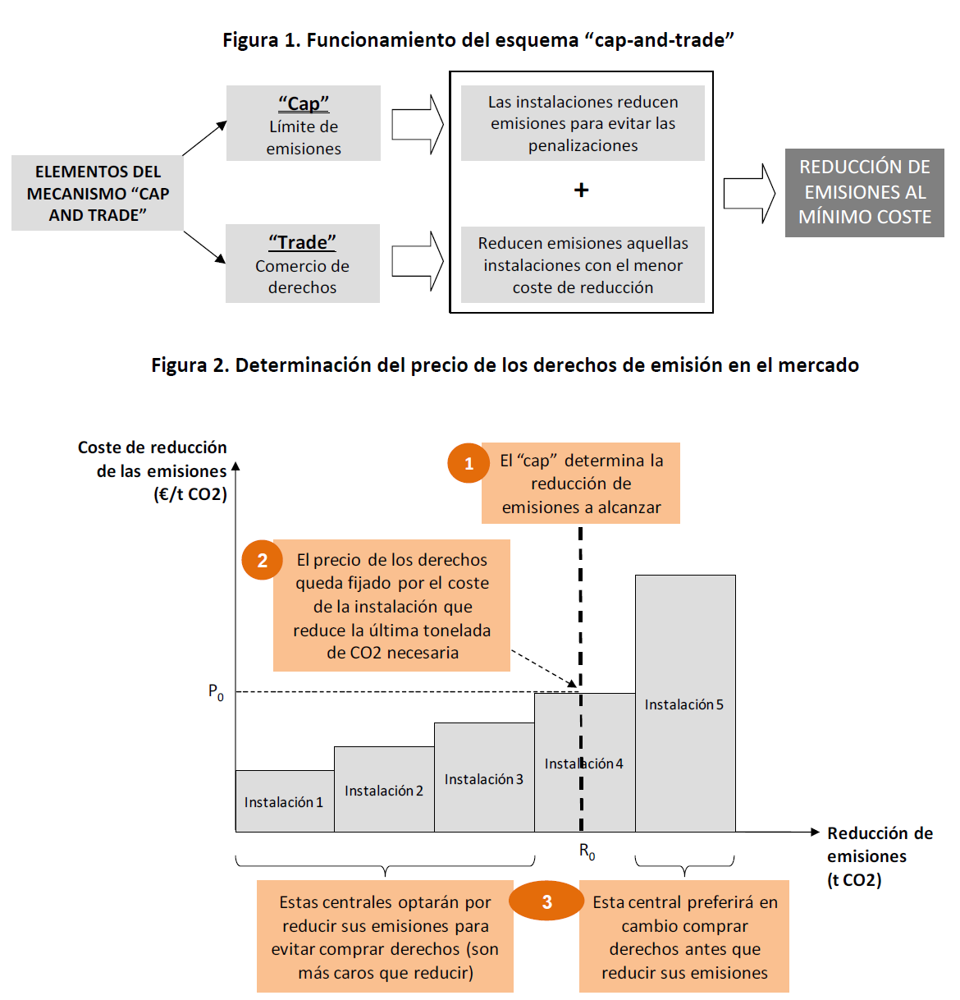 Figura 1. Funcionamiento del esquema “cap-and-trade”
ELEMENTOS DEL
MECANISMO “CAP
AND TRADE”
“Cap”
Límite de
emisiones
“Trade”
Comercio de
derechos
Las instalaciones reducen
emisiones para evitar las
penalizaciones
+
Reducen emisiones aquellas
instalaciones con el menor
coste de reducción
REDUCCIÓN DE
EMISIONES AL
MÍNIMO COSTE
Figura 2. Determinación del precio de los derechos de emisión en el mercado
Coste de reducción
de las emisiones
(€/t CO2)
1
El “cap” determina la
reducción de
emisiones a alcanzar
2
El precio de los derechos
queda fijado por el coste
de la instalación que
reduce la última tonelada
de CO2 necesaria
P0
Instalación 1
Instalación 2
Instalación 3
Instalación 4
Instalación 5
R0
Reducción de
emisiones
(t CO2)
3
Estas centrales optarán por
reducir sus emisiones para
evitar comprar derechos (son
más caros que reducir)
Esta central preferirá en
cambio comprar
derechos antes que
reducir sus emisiones